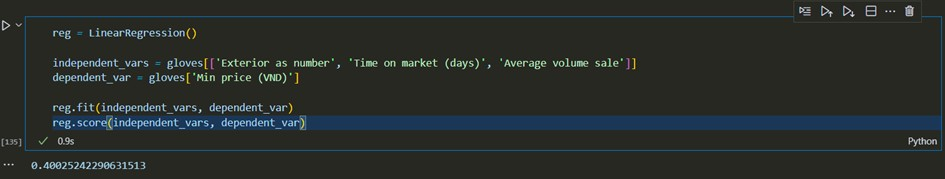 reg = LinearRegression()
independent_vars = gloves[['Exterior as number', 'Time on market (days)', 'Average volume sale']]
dependent_var = gloves['Min price (VND)']
reg.fit(independent_vars, dependent_var)
reg.score(independent_vars, dependent_var)
[135]
0.9s
Python
0.40025242290631513